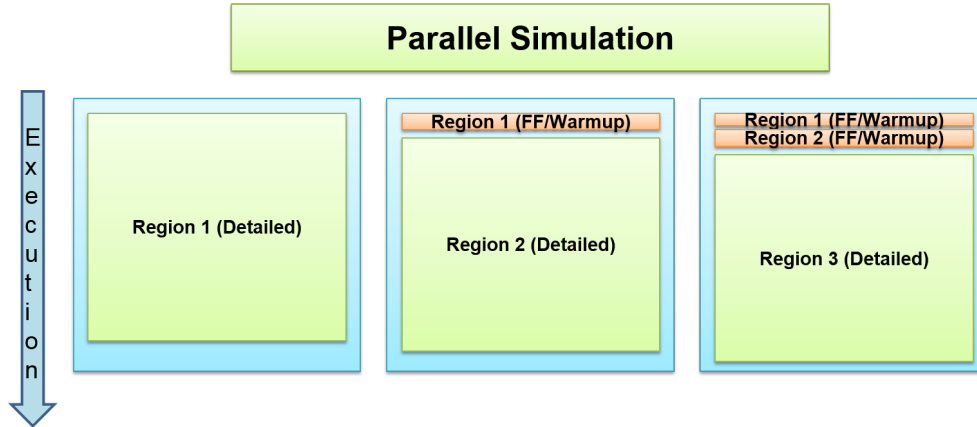 Parallel Simulation
Execution
Region 1 (Detailed)
Region 1 (FF/Warmup)
Region 2 (Detailed)
Region 1 (FF/Warmup)
Region 2 (FF/Warmup)
Region 3 (Detailed)